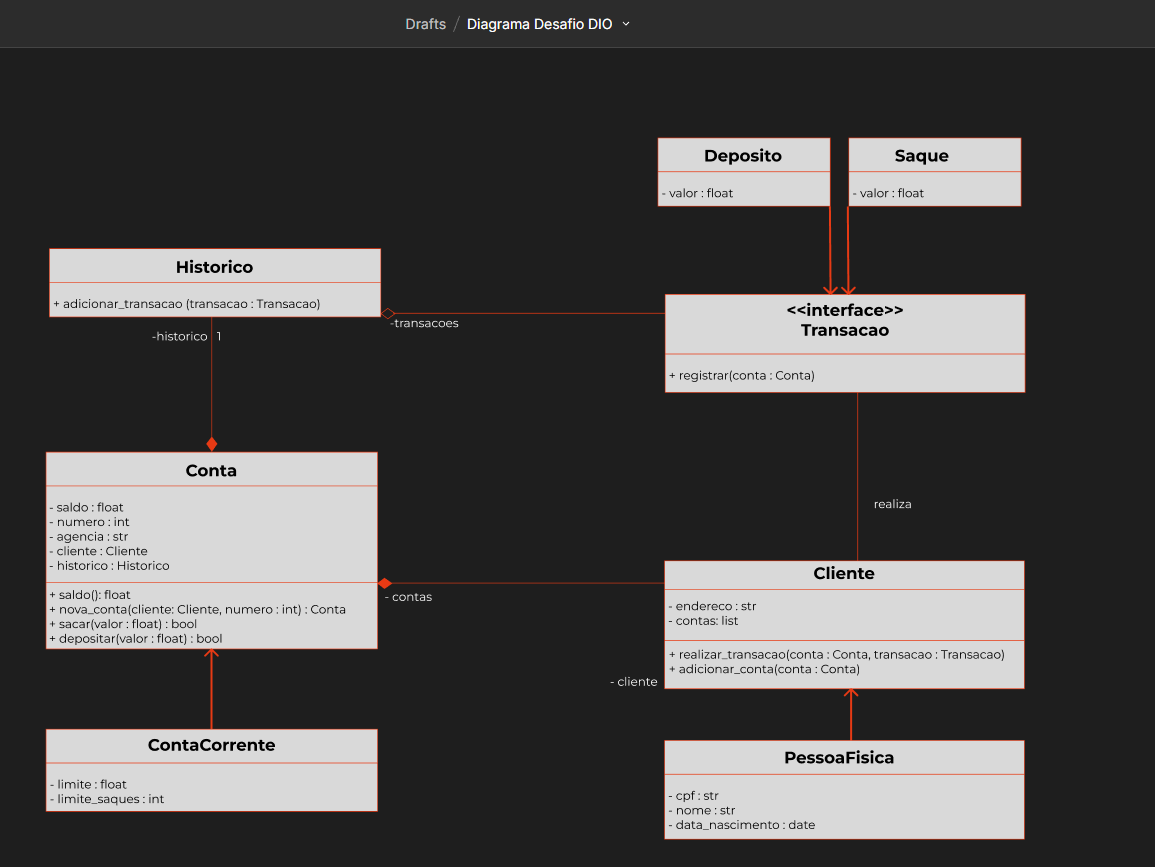 Drafts / Diagrama Desafio DIO
Deposito
- valor : float
Saque
- valor : float
Historico
+ adicionar_transacao (transacao : Transacao)
-historico 1
-transacoes
<<interface>>
Transacao
+ registrar(conta : Conta)
realiza
Conta
- saldo : float
- numero : int
- agencia : str
- cliente : Cliente
- historico : Historico
+ saldo(): float
+ nova_conta(cliente: Cliente, numero : int) : Conta
+ sacar(valor : float) : bool
+ depositar(valor : float) : bool
- contas
Cliente
- endereco : str
- contas: list
+ realizar_transacao(conta : Conta, transacao : Transacao)
+ adicionar_conta(conta : Conta)
- cliente
ContaCorrente
- limite : float
- limite_saques : int
PessoaFisica
- cpf : str
- nome : str
- data_nascimento : date